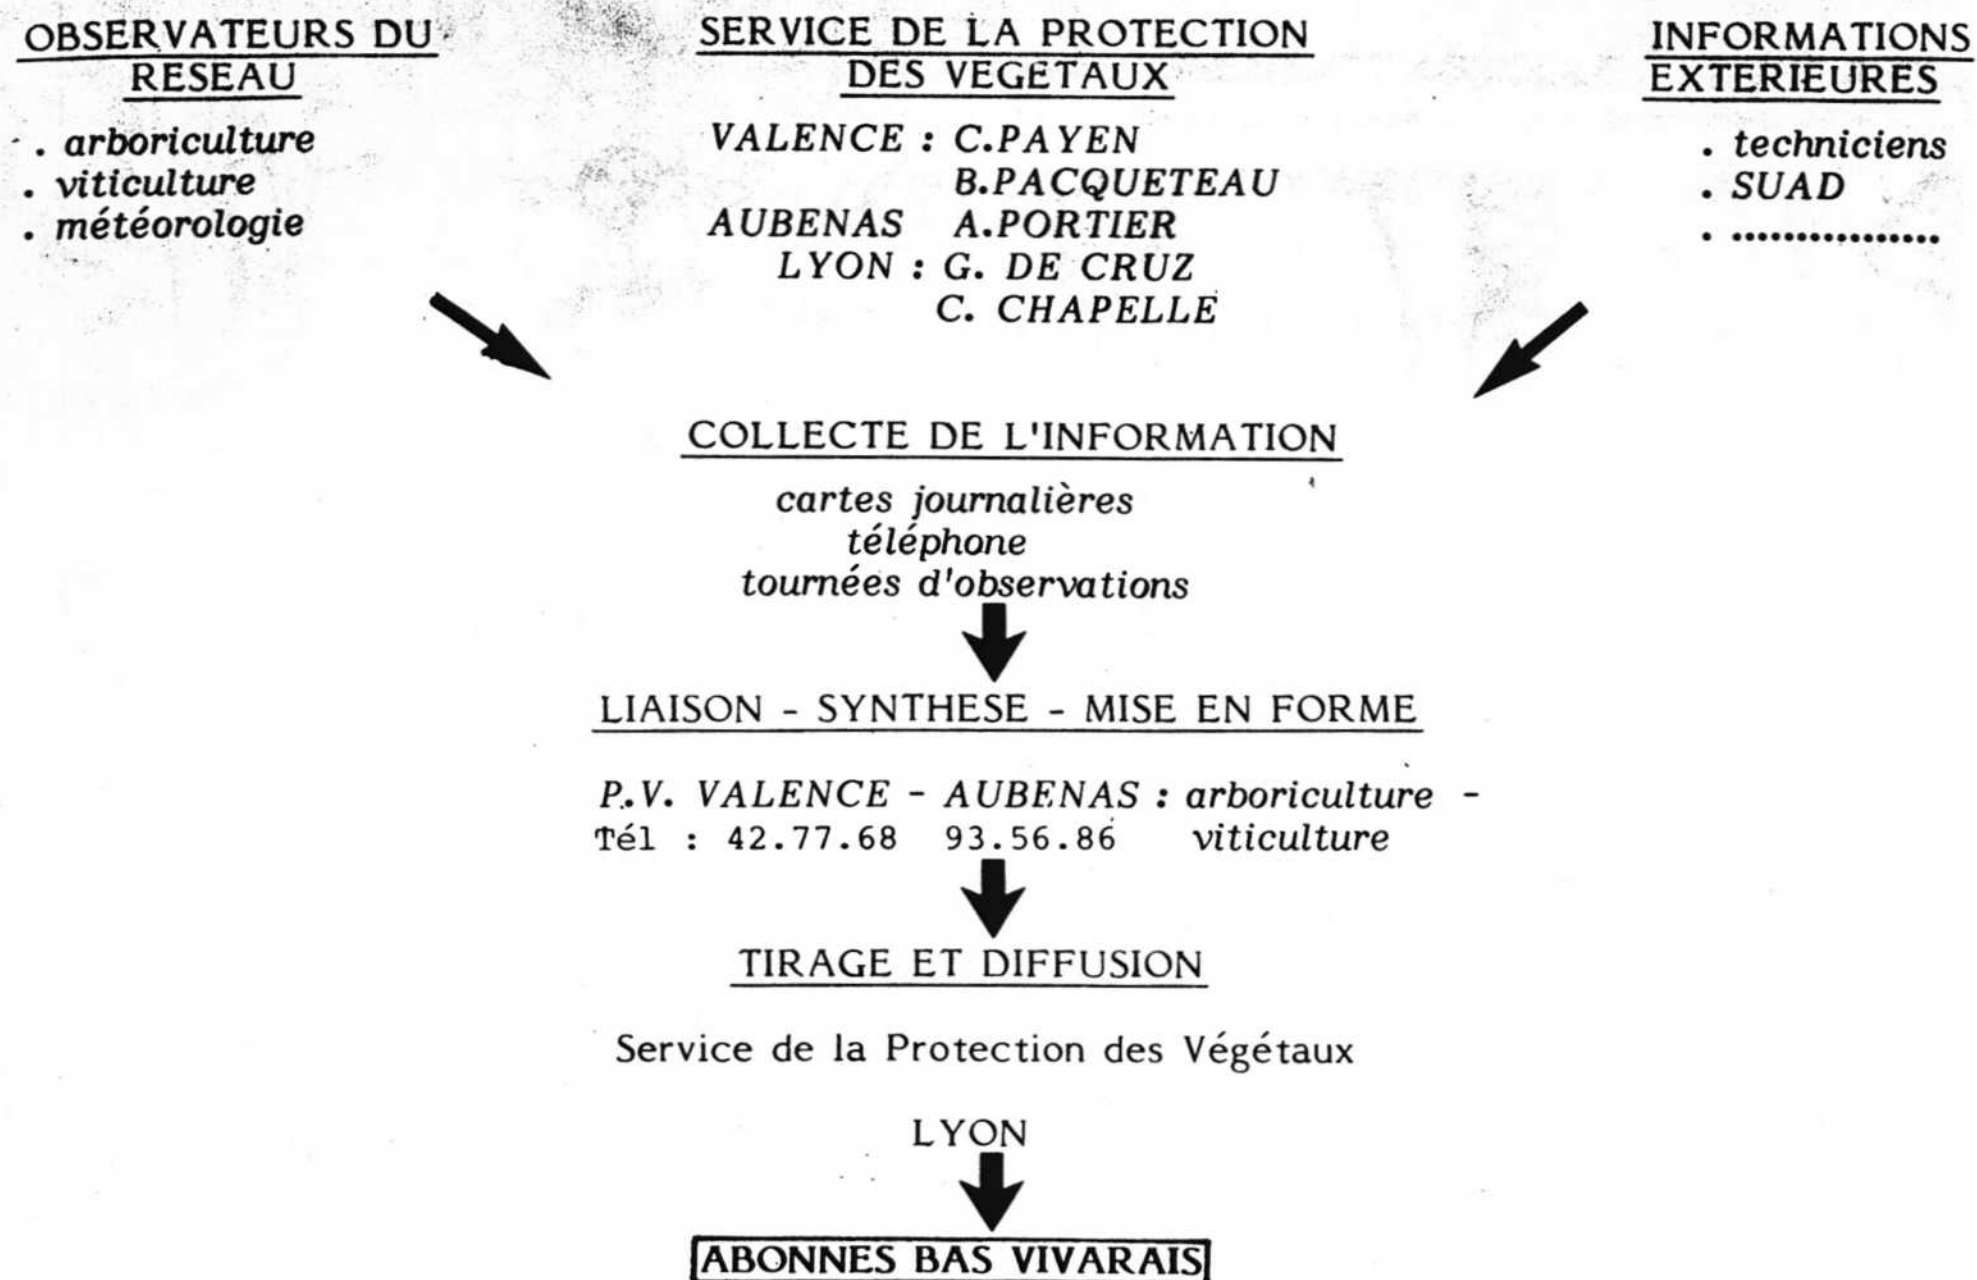 OBSERVATEURS DU
RESEAU
. arboriculture
. viticulture
. météorologie
SERVICE DE LA PROTECTION
DES VEGETAUX
VALENCE : C.PAYEN
B.PACQUETEAU
AUBENAS A.PORTIER
LYON : G. DE CRUZ
C. CHAPELLE
INFORMATIONS
EXTERIEURES
. techniciens
. SUAD
. ................
COLLECTE DE L'INFORMATION
cartes journalières
téléphone
tournées d'observations
LIAISON - SYNTHESE - MISE EN FORME
P.V. VALENCE - AUBENAS : arboriculture -
Tél : 42.77.68 93.56.86 viticulture
TIRAGE ET DIFFUSION
Service de la Protection des Végétaux
LYON
ABONNES BAS VIVARAIS